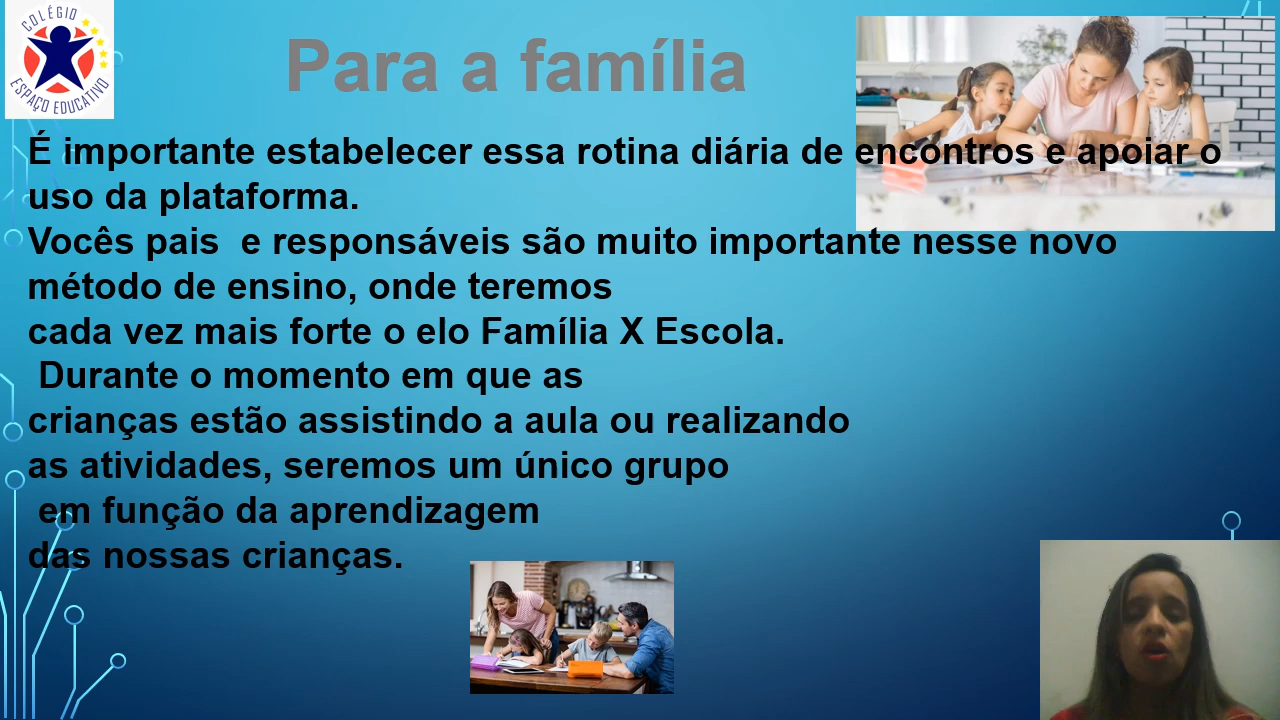 COLÉGIO
ESPAÇO EDUCATIVO
Para a família
É importante estabelecer essa rotina diária de encontros e apoiar o
uso da plataforma.
Vocês pais  e responsáveis são muito importante nesse novo
método de ensino, onde teremos
cada vez mais forte o elo Família X Escola.
Durante o momento em que as
crianças estão assistindo a aula ou realizando
as atividades, seremos um único grupo
em função da aprendizagem
das nossas crianças.